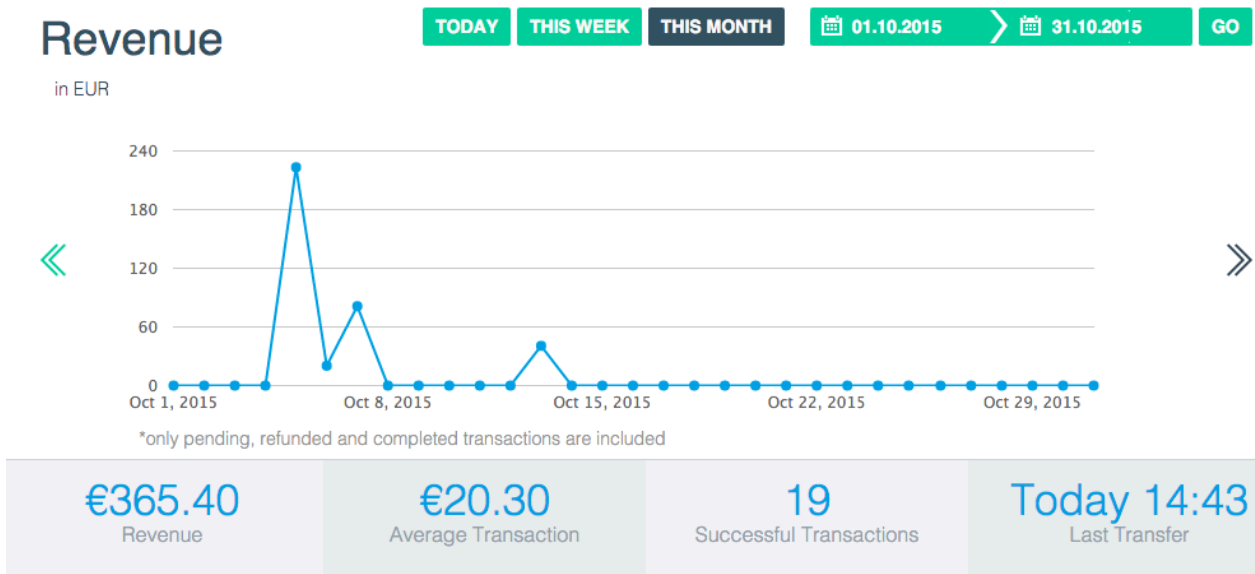 Revenue
TODAY THIS WEEK THIS MONTH 01.10.2015 31.10.2015 GO
in EUR
240
180
120
60
0
Oct 1, 2015 Oct 8, 2015 Oct 15, 2015 Oct 22, 2015 Oct 29, 2015
*only pending, refunded and completed transactions are included
€365.40 €20.30 19 Today 14:43
Revenue Average Transaction Successful Transactions Last Transfer